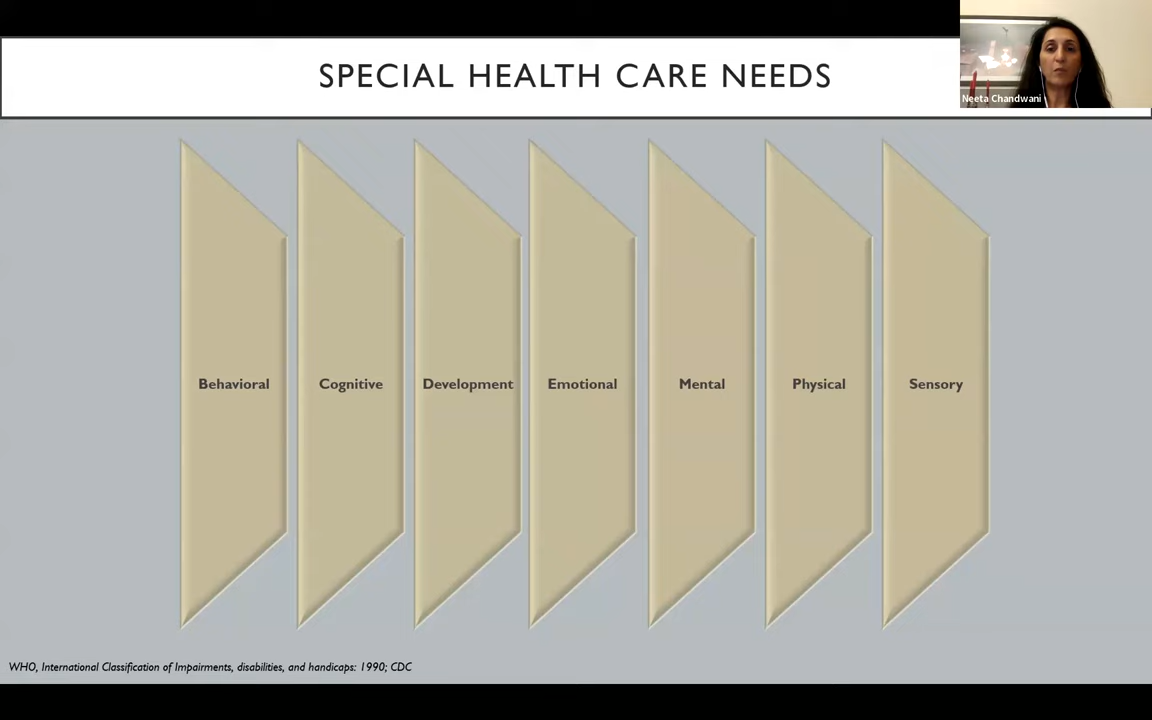 SPECIAL HEALTH CARE NEEDS
Neeta Chandwani
Behavioral
Cognitive
Development
Emotional
Mental
Physical
Sensory
WHO, International Classification of Impairments, disabilities, and handicaps: 1990; CDC